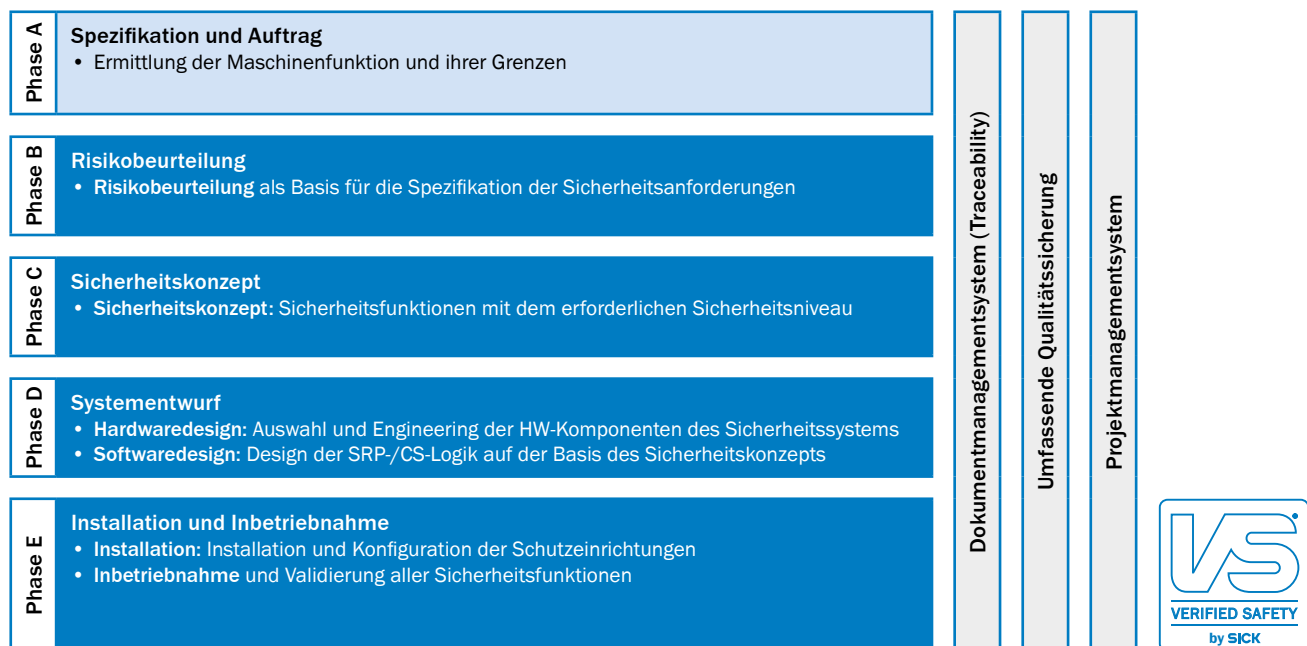 Phase A
Spezifikation und Auftrag
• Ermittlung der Maschinenfunktion und ihrer Grenzen
Phase B
Risikobeurteilung
• Risikobeurteilung als Basis für die Spezifikation der Sicherheitsanforderungen
Phase C
Sicherheitskonzept
• Sicherheitskonzept: Sicherheitsfunktionen mit dem erforderlichen Sicherheitsniveau
Phase D
Systementwurf
• Hardwaredesign: Auswahl und Engineering der HW-Komponenten des Sicherheitssystems
• Softwaredesign: Design der SRP-/CS-Logik auf der Basis des Sicherheitskonzepts
Phase E
Installation und Inbetriebnahme
• Installation: Installation und Konfiguration der Schutzeinrichtungen
• Inbetriebnahme und Validierung aller Sicherheitsfunktionen
Dokumentmanagementsystem (Traceability)
Umfassende Qualitätssicherung
Projektmanagementsystem
VS
VERIFIED SAFETY
by SICK